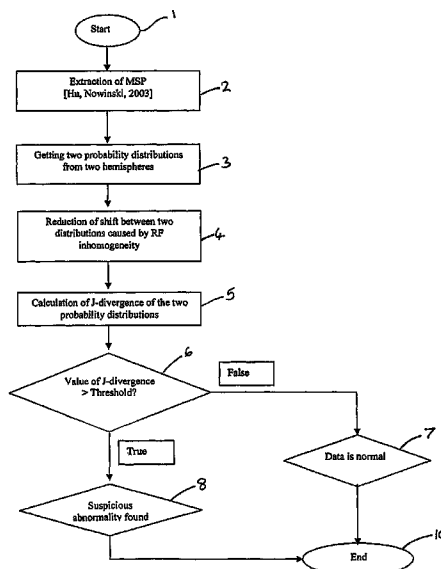 Start
1
Extraction of MSP
[Hu, Nowinski, 2003]
2
Getting two probability distributions
from two hemispheres
3
Reduction of shift between two
distributions caused by RF
inhomogeneity
4
Calculation of J-divergence of the two
probability distributions
5
Value of J-divergence
> Threshold?
6
False
True
Data is normal
7
Suspicious
abnormality found
8
End
10